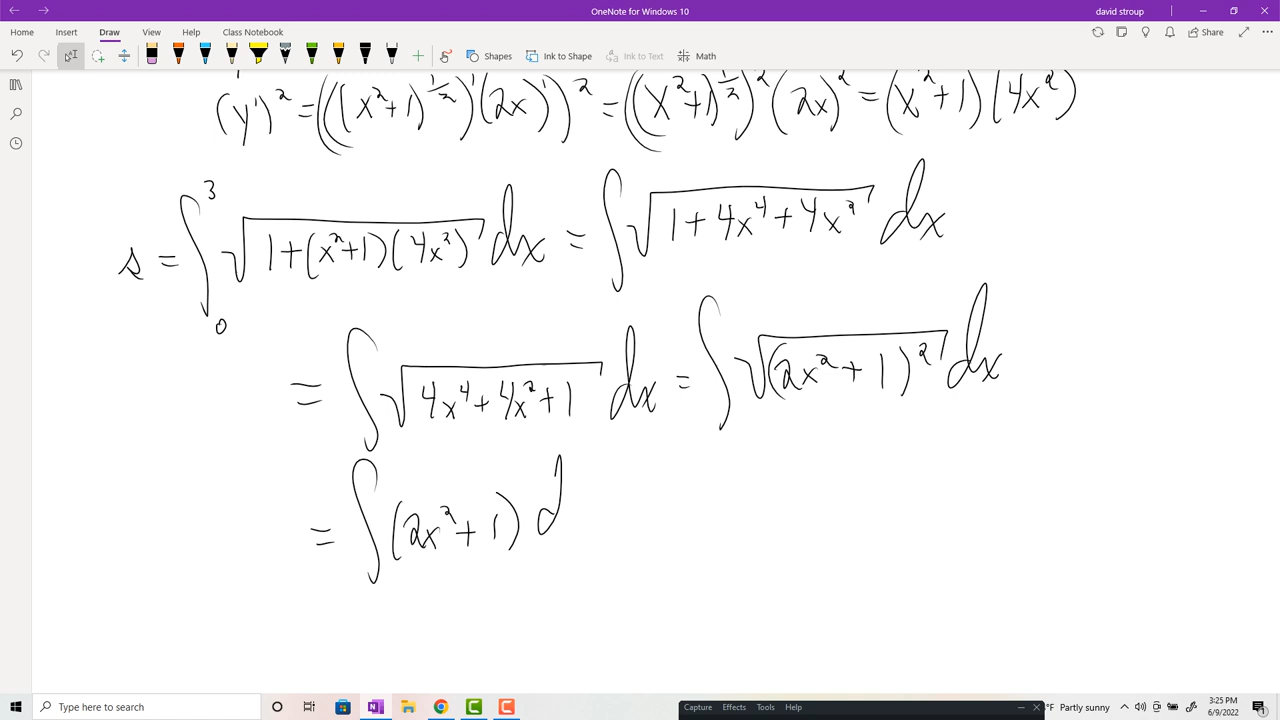 OneNote for Windows 10
david stroup
Home Insert Draw View Help Class Notebook
Share
Shapes Ink to Shape Ink to Text Math
(y')² = (((x²+1)^½)'(2x)')² = ((x²+1)^½)²(2x)² = (x²+1)(4x²)
s = ∫₀³ √(1+(x²+1)(4x²)) dx = ∫ √(1+4x⁴+4x²) dx
= ∫ √(4x⁴+4x²+1) dx = ∫ √((2x²+1)²) dx
= ∫ (2x²+1) d
Type here to search
Capture Effects Tools Help
°F Partly sunny
3:25 PM
6/9/2022